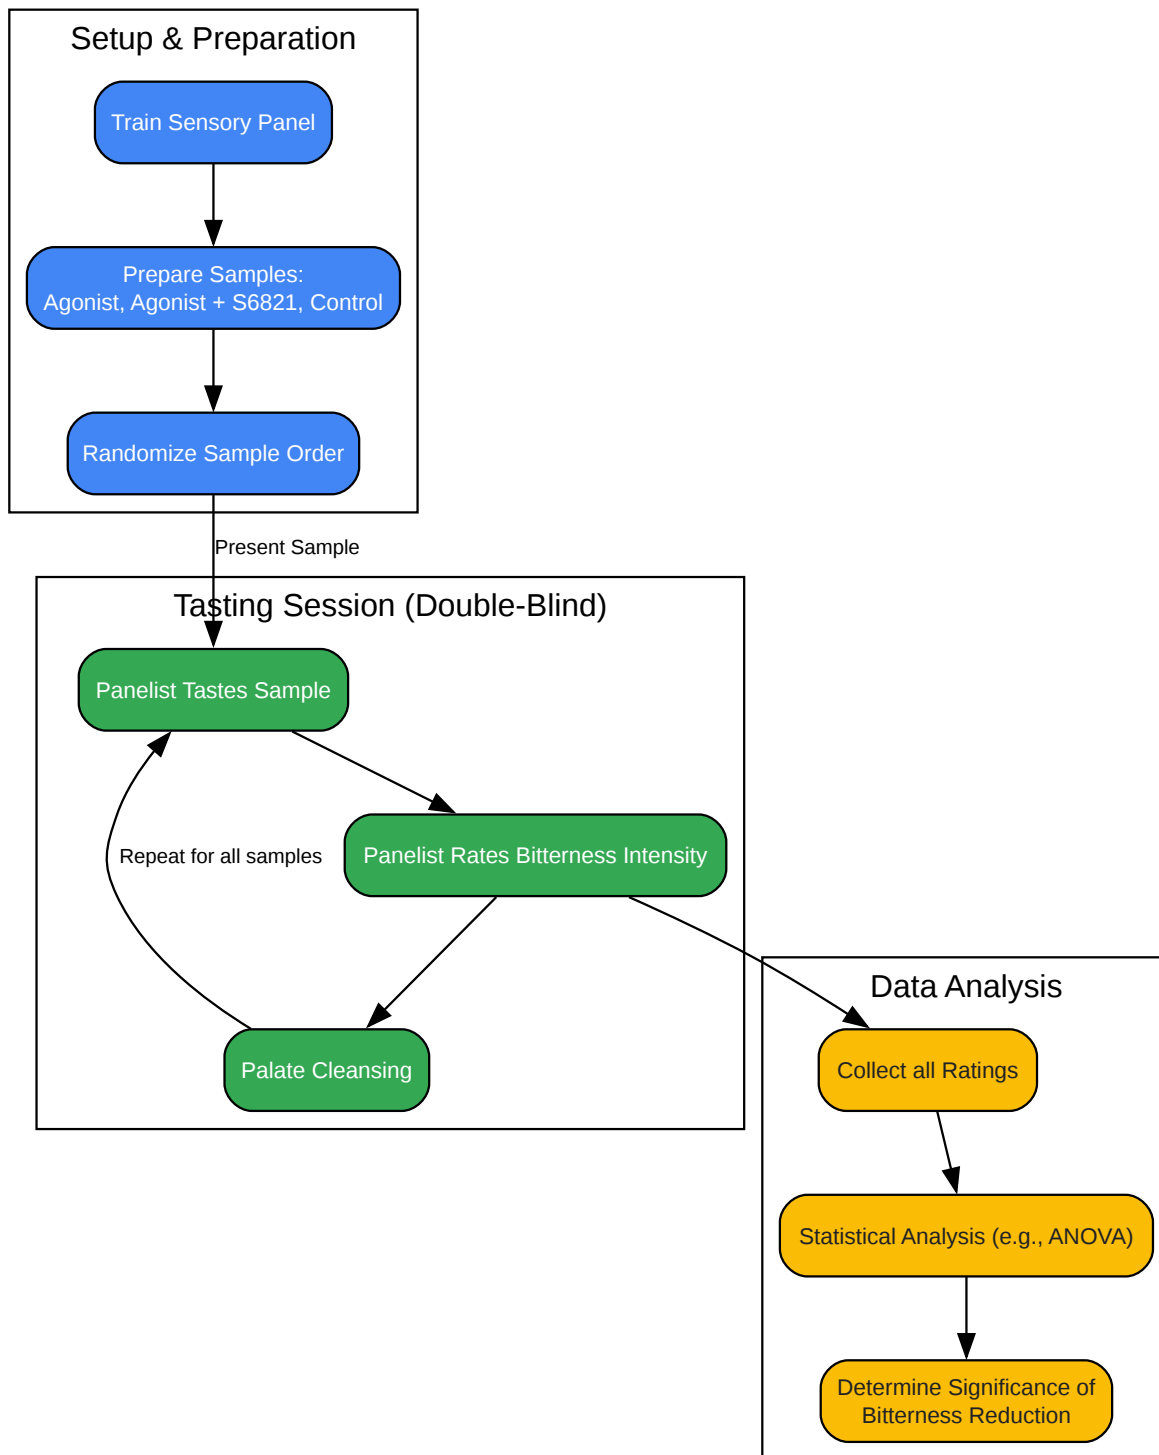 Setup & Preparation
Train Sensory Panel
Prepare Samples:
Agonist, Agonist + S6821, Control
Randomize Sample Order
Present Sample
Tasting Session (Double-Blind)
Panelist Tastes Sample
Panelist Rates Bitterness Intensity
Repeat for all samples
Palate Cleansing
Data Analysis
Collect all Ratings
Statistical Analysis (e.g., ANOVA)
Determine Significance of
Bitterness Reduction